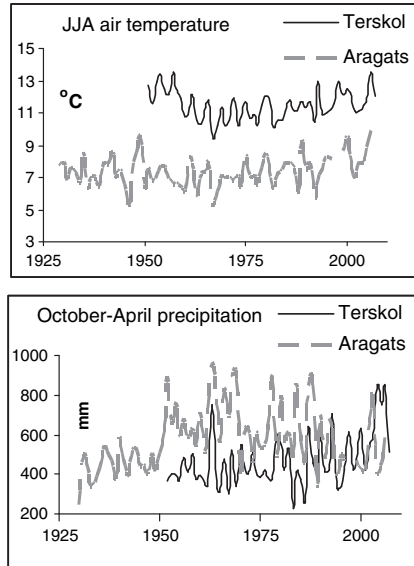 JJA air temperature
Terskol
Aragats
°C
15
13
11
9
7
5
3
1925 1950 1975 2000
October-April precipitation
Terskol
Aragats
mm
1000
800
600
400
200
1925 1950 1975 2000